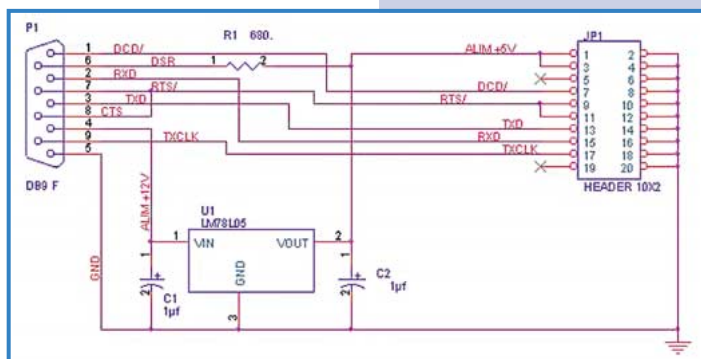 P1
R1 680.
JP1
1 DCD/
6 DSR
2 RXD
7 RTS/
3 TXD
8 CTS
4
9 TXCLK
5
1 2
ALIM +5V
DCD/
RTS/
TXD
RXD
TXCLK
1 2
3 4
5 6
7 8
9 10
11 12
13 14
15 16
17 18
19 20
HEADER 10X2
DB9 F
ALIM +12V
GND
U1
LM78L05
1 VIN VOUT 2
GND
3
1
2
C1
1µf
1
2
C2
1µf